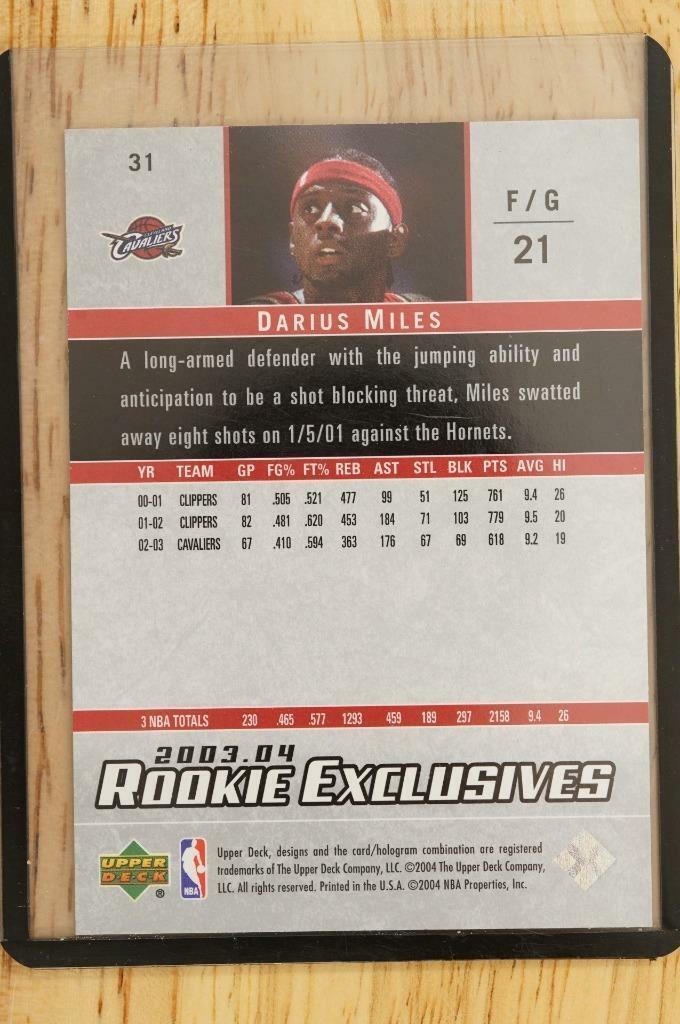 31
CLEVELAND
CAVALIERS
F/G
21
DARIUS MILES
A long-armed defender with the jumping ability and
anticipation to be a shot blocking threat, Miles swatted
away eight shots on 1/5/01 against the Hornets.
YR TEAM GP FG% FT% REB AST STL BLK PTS AVG HI
00-01 CLIPPERS 81 .505 .521 477 99 51 125 761 9.4 26
01-02 CLIPPERS 82 .481 .620 453 184 71 103 779 9.5 20
02-03 CAVALIERS 67 .410 .594 363 176 67 69 618 9.2 19
3 NBA TOTALS 230 .465 .577 1293 459 189 297 2158 9.4 26
2003.04
ROOKIE EXCLUSIVES
UPPER
DECK
®
NBA
Upper Deck, designs and the card/hologram combination are registered
trademarks of The Upper Deck Company, LLC. ©2004 The Upper Deck Company,
LLC. All rights reserved. Printed in the U.S.A. ©2004 NBA Properties, Inc.